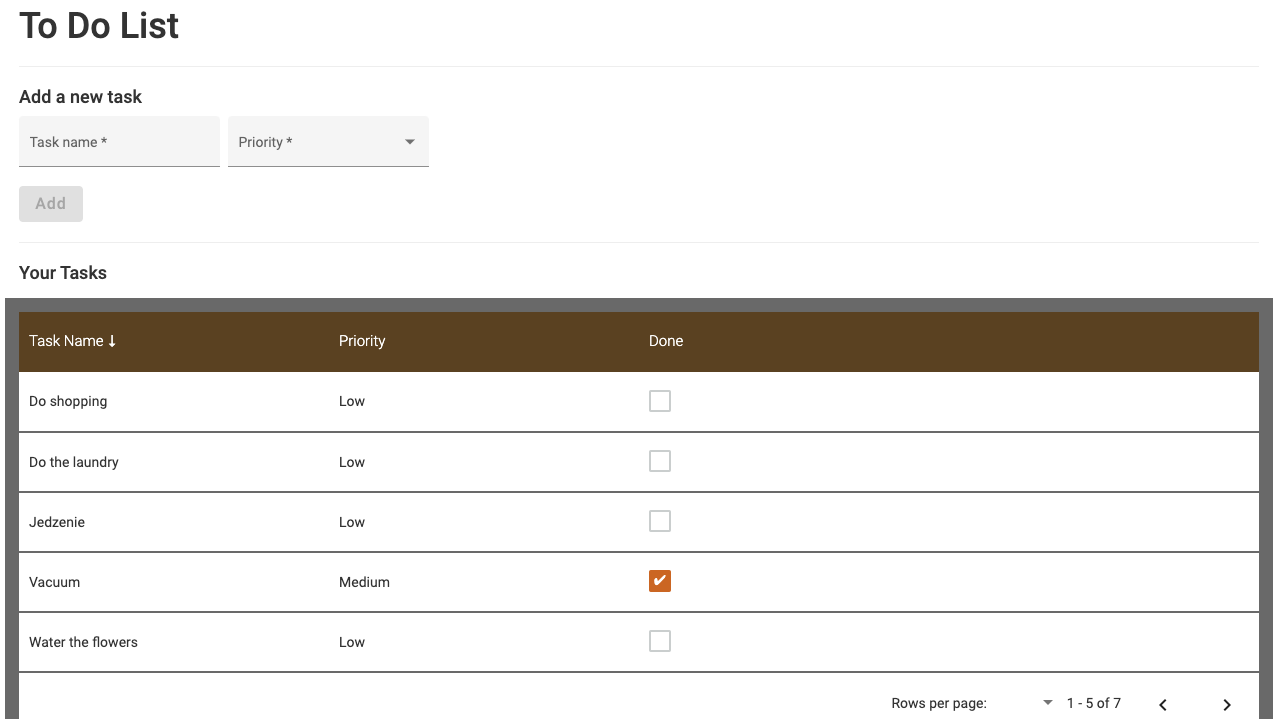 To Do List
Add a new task
Task name *
Priority *
Add
Your Tasks
Task Name ↓ Priority Done
Do shopping Low
Do the laundry Low
Jedzenie Low
Vacuum Medium
Water the flowers Low
Rows per page: 1 - 5 of 7